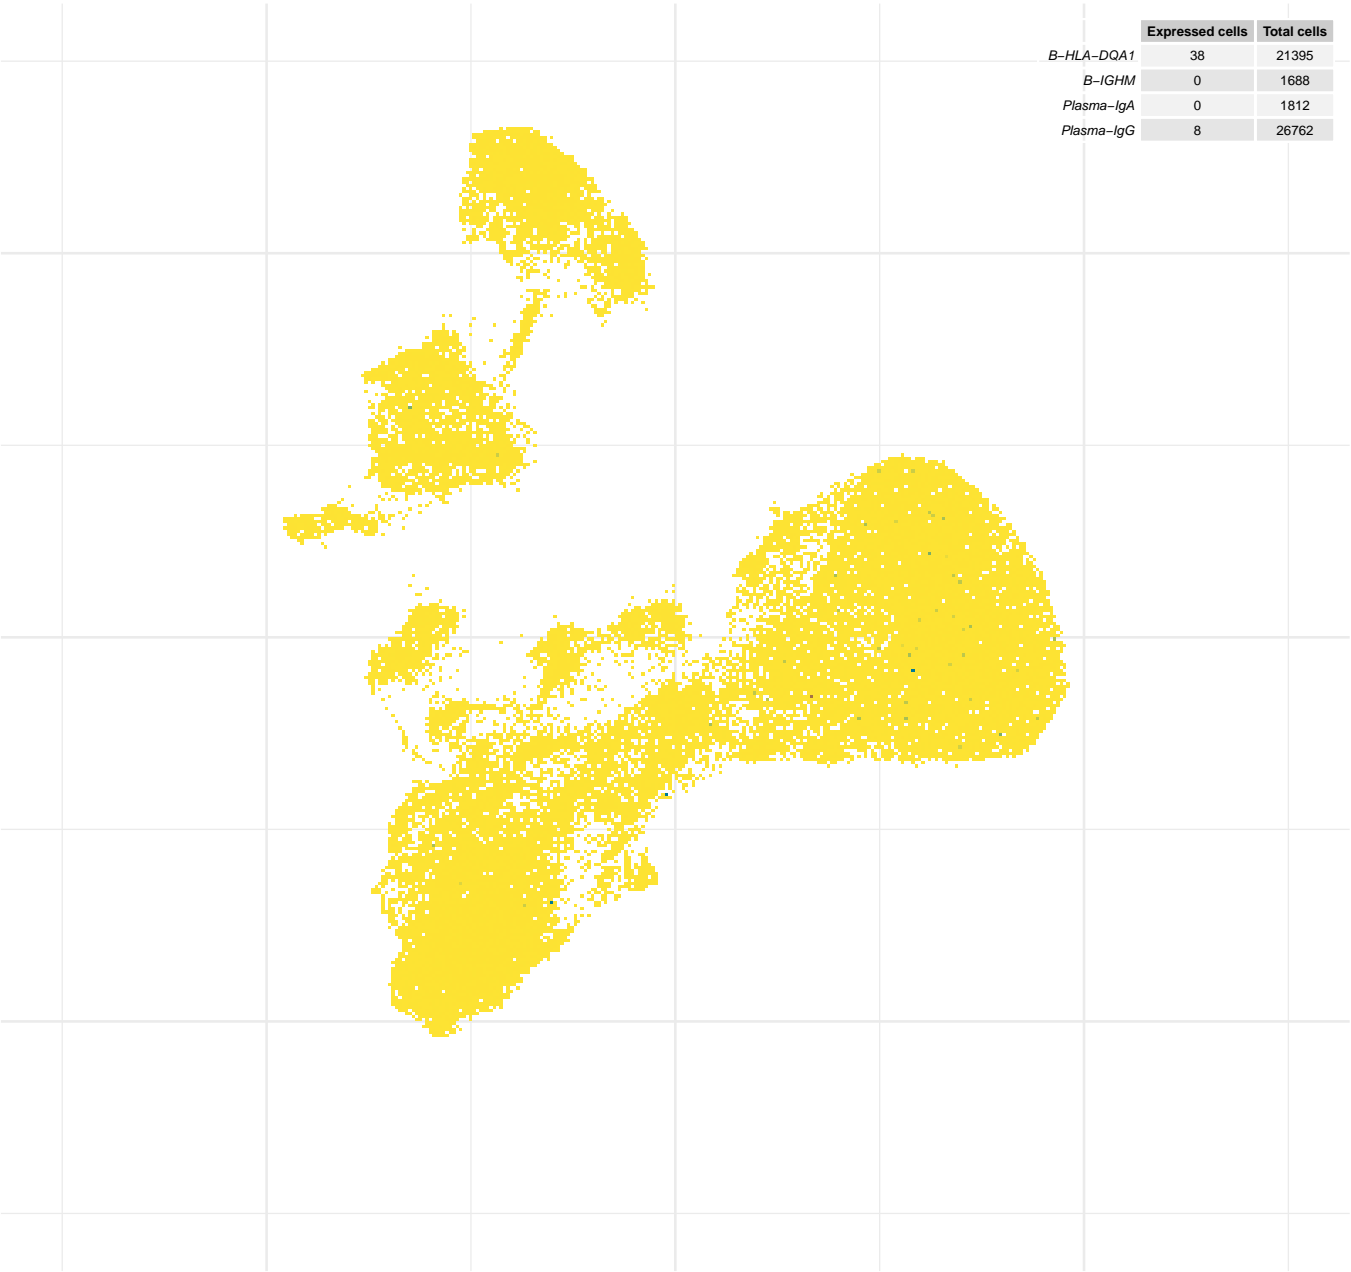 Expressed cells Total cells
B−HLA−DQA1 38 21395
B−IGHM 0 1688
Plasma−IgA 0 1812
Plasma−IgG 8 26762